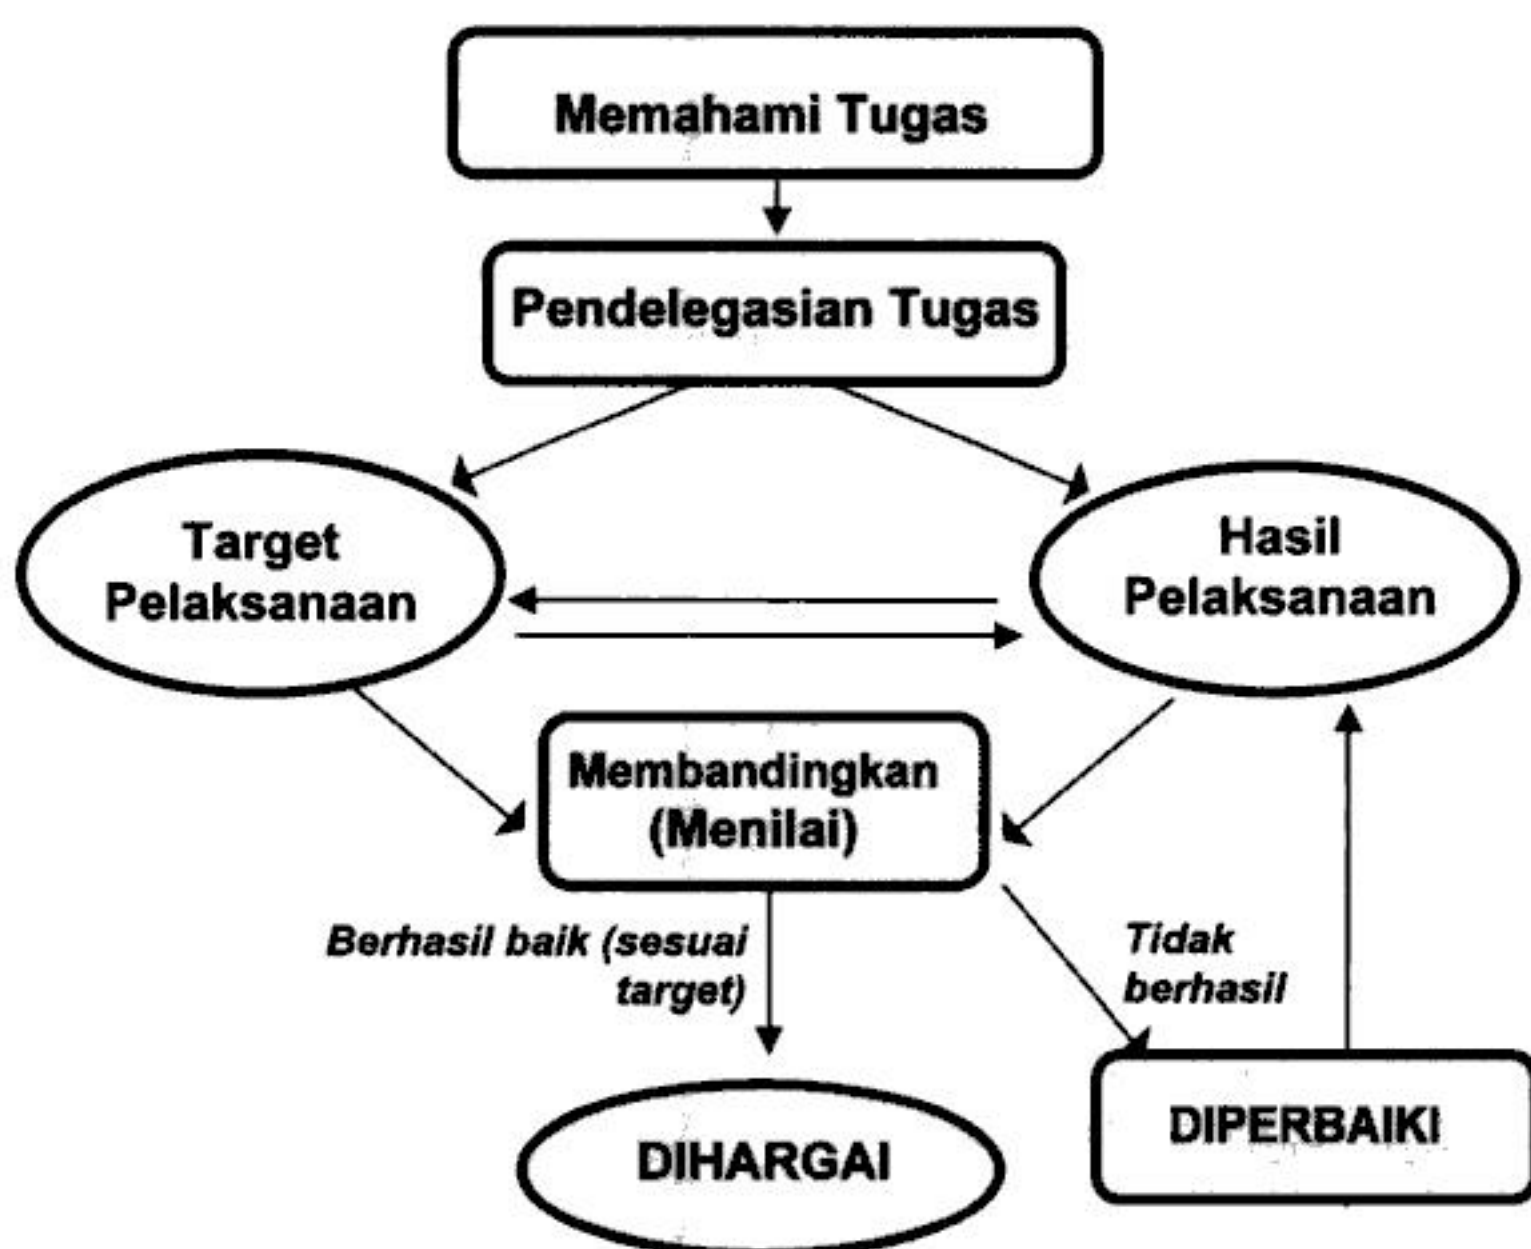 Memahami Tugas
Pendelegasian Tugas
Target
Pelaksanaan
Hasil
Pelaksanaan
Membandingkan
(Menilai)
Berhasil baik (sesuai
target)
Tidak
berhasil
DIHARGAI
DIPERBAIKI